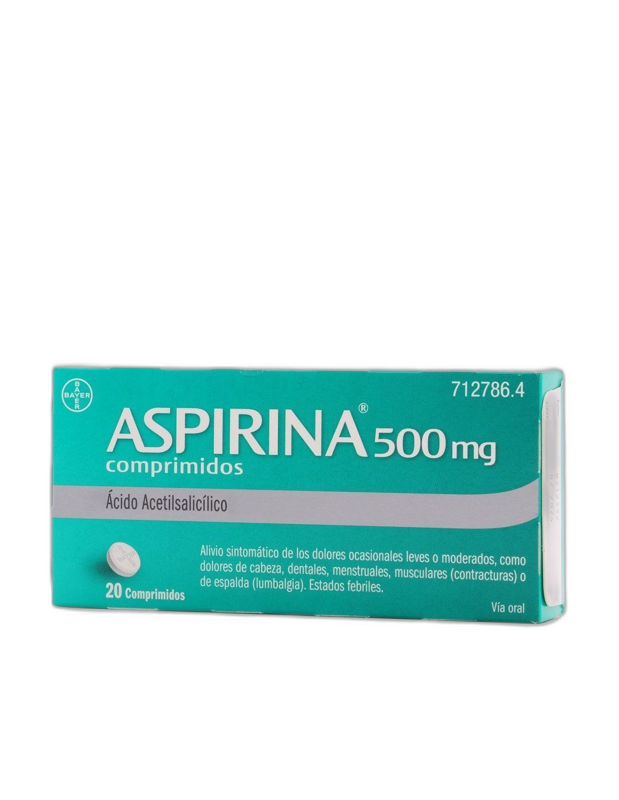 712786.4
BAYER
BAYER
ASPIRINA® 500 mg
comprimidos
Ácido Acetilsalicílico
Alivio sintomático de los dolores ocasionales leves o moderados, como
dolores de cabeza, dentales, menstruales, musculares (contracturas) o
de espalda (lumbalgia). Estados febriles.
20 Comprimidos
Vía oral